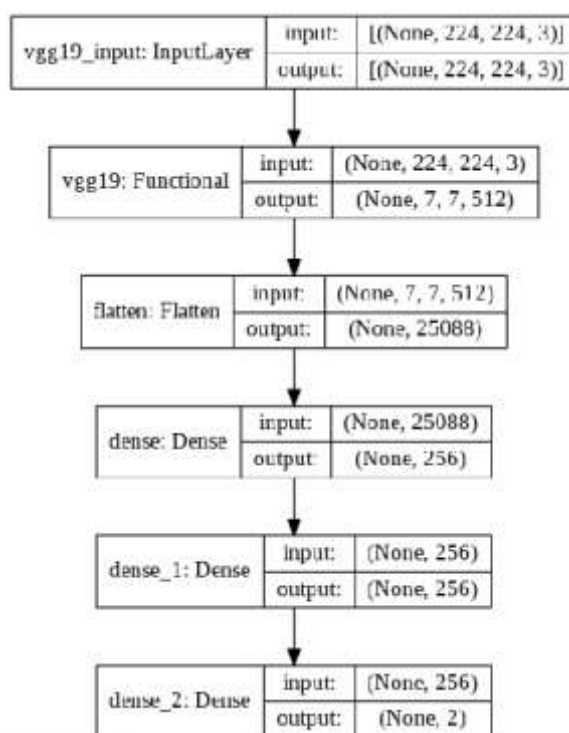 vgg19_input: InputLayer
input: [(None, 224, 224, 3)]
output: [(None, 224, 224, 3)]
vgg19: Functional
input: (None, 224, 224, 3)
output: (None, 7, 7, 512)
flatten: Flatten
input: (None, 7, 7, 512)
output: (None, 25088)
dense: Dense
input: (None, 25088)
output: (None, 256)
dense_1: Dense
input: (None, 256)
output: (None, 256)
dense_2: Dense
input: (None, 256)
output: (None, 2)